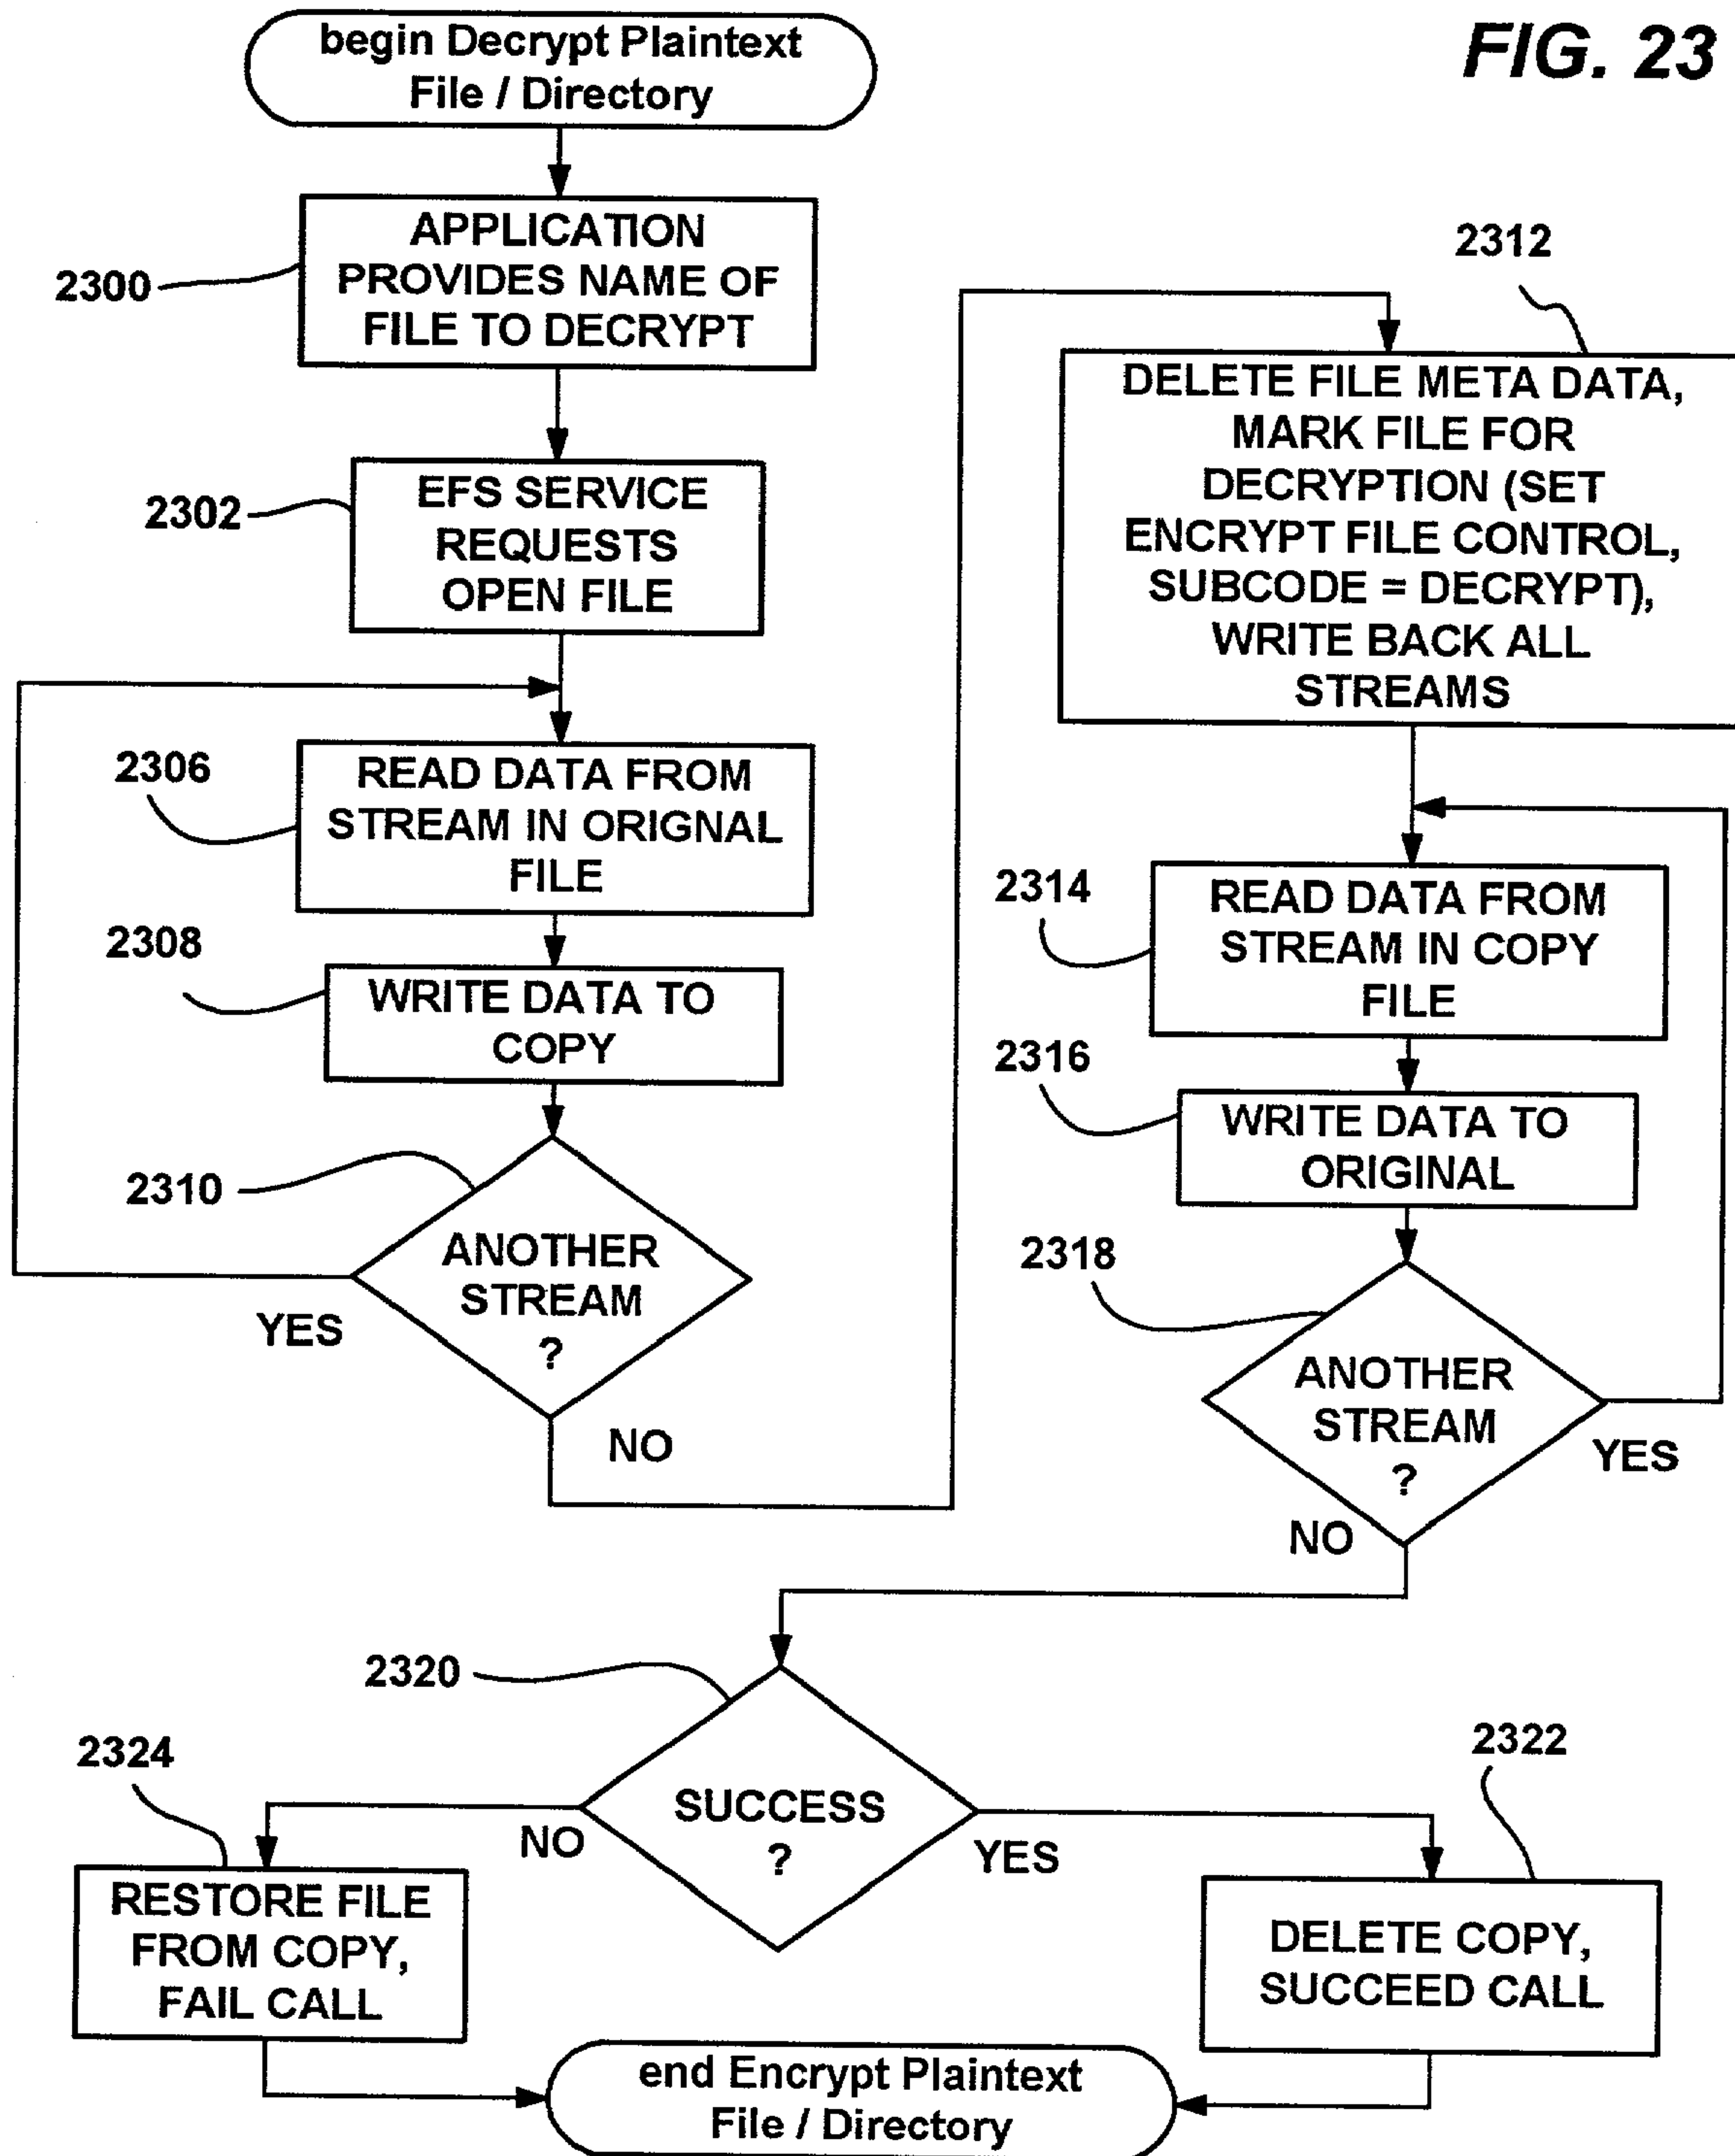 FIG. 23
begin Decrypt Plaintext
File / Directory
2300
APPLICATION
PROVIDES NAME OF
FILE TO DECRYPT
2302
EFS SERVICE
REQUESTS
OPEN FILE
2306
READ DATA FROM
STREAM IN ORIGNAL
FILE
2308
WRITE DATA TO
COPY
2310
ANOTHER
STREAM
?
YES
NO
2312
DELETE FILE META DATA,
MARK FILE FOR
DECRYPTION (SET
ENCRYPT FILE CONTROL,
SUBCODE = DECRYPT),
WRITE BACK ALL
STREAMS
2314
READ DATA FROM
STREAM IN COPY
FILE
2316
WRITE DATA TO
ORIGINAL
2318
ANOTHER
STREAM
?
YES
NO
2320
SUCCESS
?
NO
YES
2324
RESTORE FILE
FROM COPY,
FAIL CALL
2322
DELETE COPY,
SUCCEED CALL
end Encrypt Plaintext
File / Directory